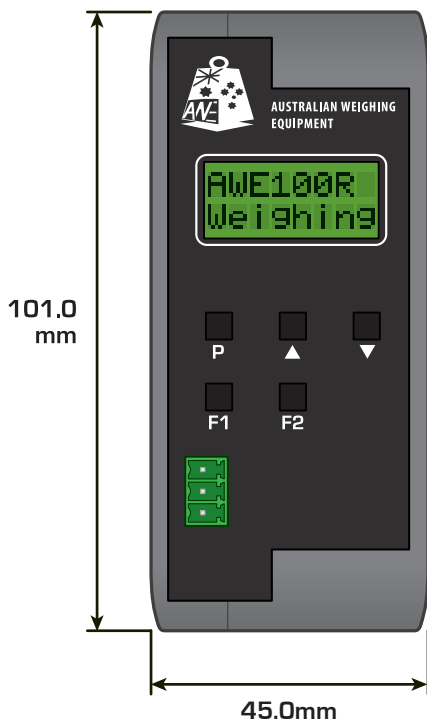 AWE
AUSTRALIAN WEIGHING
EQUIPMENT
AWE100R
Weighing
101.0
mm
P ▲ ▼
F1 F2
45.0mm